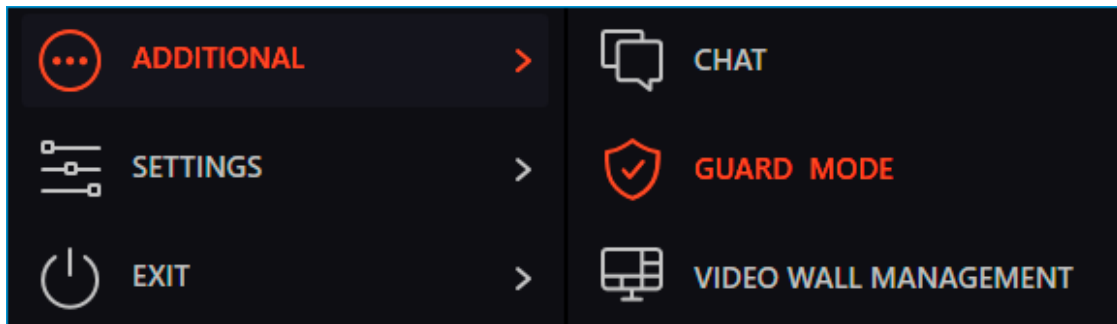 ADDITIONAL
SETTINGS
EXIT
CHAT
GUARD MODE
VIDEO WALL MANAGEMENT